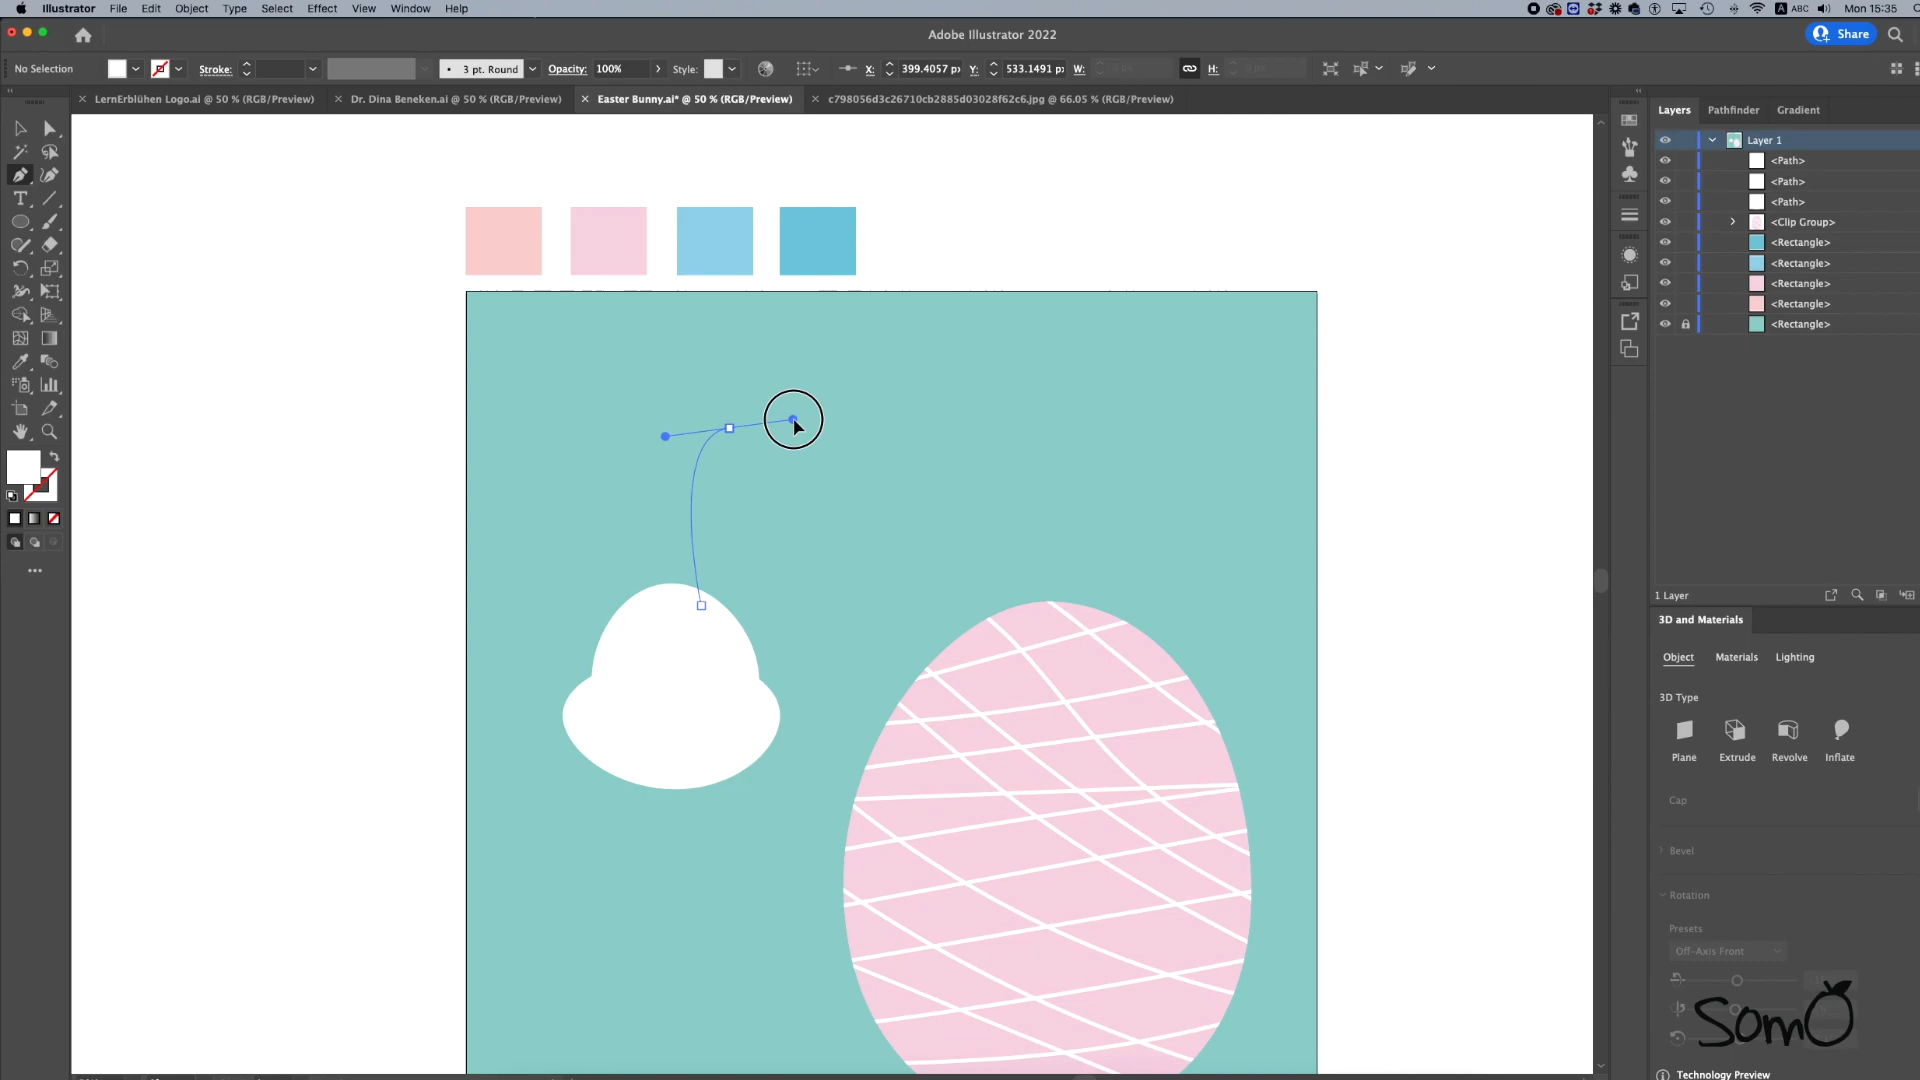 Illustrator File Edit Object Type Select Effect View Window Help
ABC Mon 15:35
Adobe Illustrator 2022
Share
No Selection
Stroke:
3 pt. Round
Opacity: 100%
Style:
X: 399.4057 px Y: 533.1491 px W: H:
LernErblühen Logo.ai @ 50 % (RGB/Preview)
Dr. Dina Beneken.ai @ 50 % (RGB/Preview)
Easter Bunny.ai* @ 50 % (RGB/Preview)
c798056d3c26710cb2885d03028f62c6.jpg @ 66.05 % (RGB/Preview)
Layers Pathfinder Gradient
Layer 1
<Path>
<Path>
<Path>
<Clip Group>
<Rectangle>
<Rectangle>
<Rectangle>
<Rectangle>
<Rectangle>
1 Layer
3D and Materials
Object Materials Lighting
3D Type
Plane Extrude Revolve Inflate
Cap
Bevel
Rotation
Presets
Off-Axis Front
SomO
Technology Preview